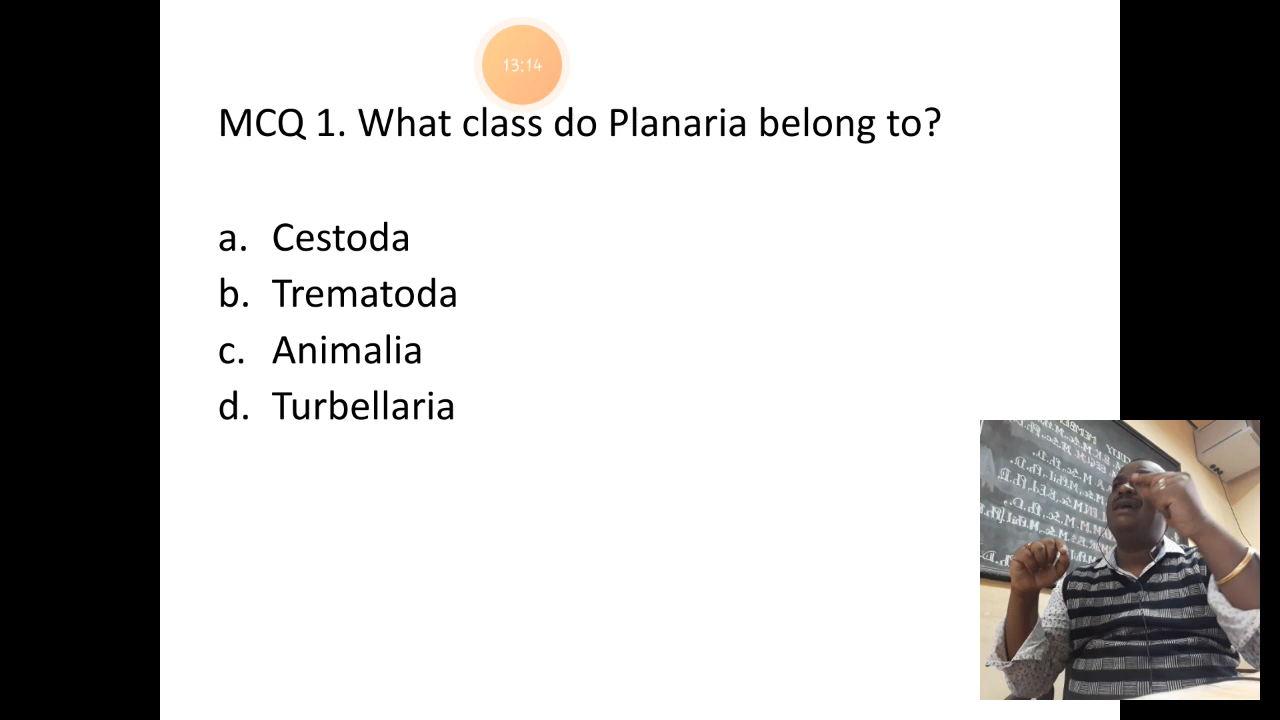 13:14
MCQ 1. What class do Planaria belong to?
a. Cestoda
b. Trematoda
c. Animalia
d. Turbellaria